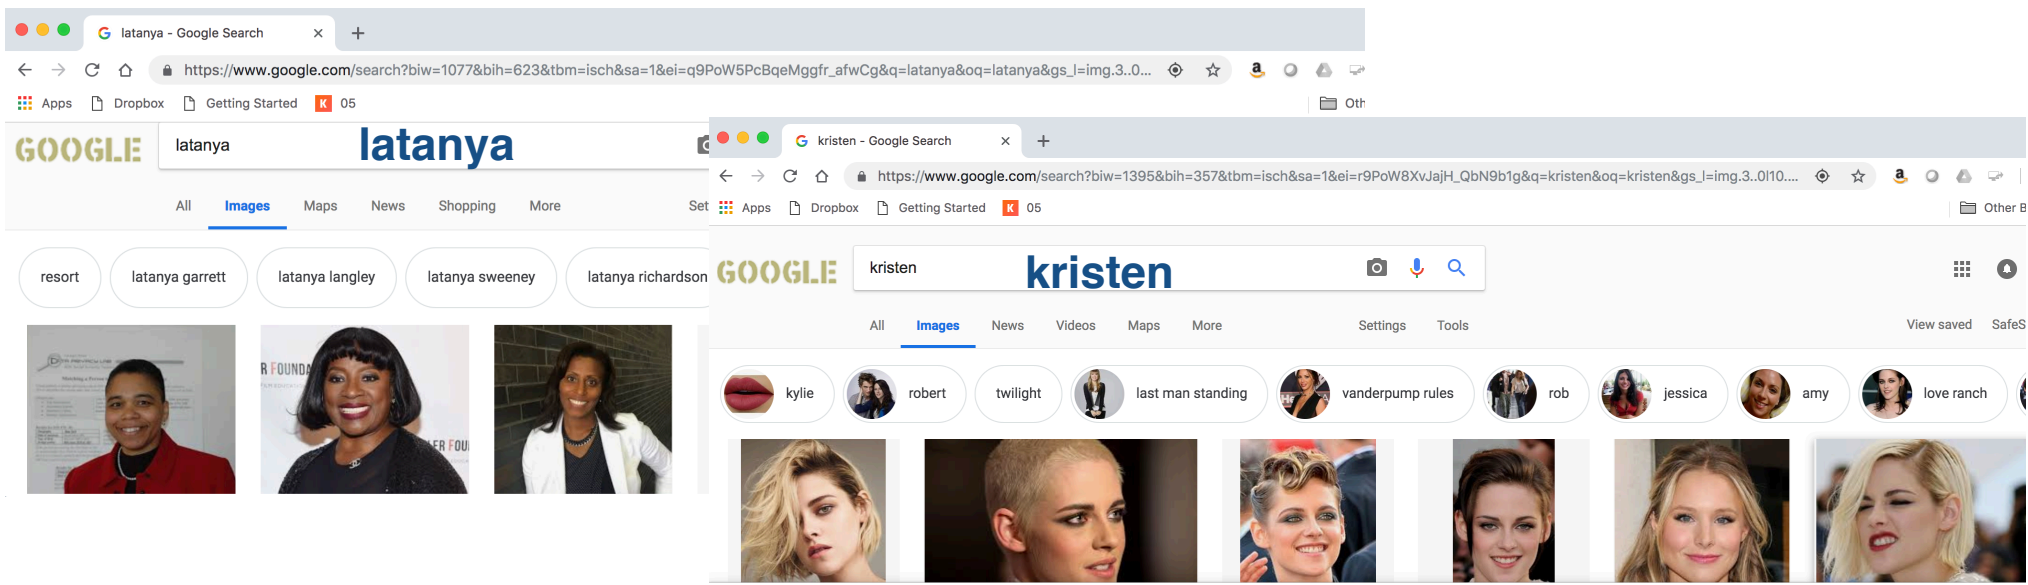 latanya - Google Search
https://www.google.com/search?biw=1077&bih=623&tbm=isch&sa=1&ei=q9PoW5PcBqeMggfr_afwCg&q=latanya&oq=latanya&gs_l=img.3..0...
Apps Dropbox Getting Started K 05 Oth
GOOGLE latanya latanya
All Images Maps News Shopping More Set
resort latanya garrett latanya langley latanya sweeney latanya richardson
R FOUNDA
LER FOU
kristen - Google Search
https://www.google.com/search?biw=1395&bih=357&tbm=isch&sa=1&ei=r9PoW8XvJajH_QbN9b1g&q=kristen&oq=kristen&gs_l=img.3..0l10....
Apps Dropbox Getting Started K 05 Other B
GOOGLE kristen kristen
All Images News Videos Maps More Settings Tools View saved SafeS
kylie robert twilight last man standing vanderpump rules rob jessica amy love ranch